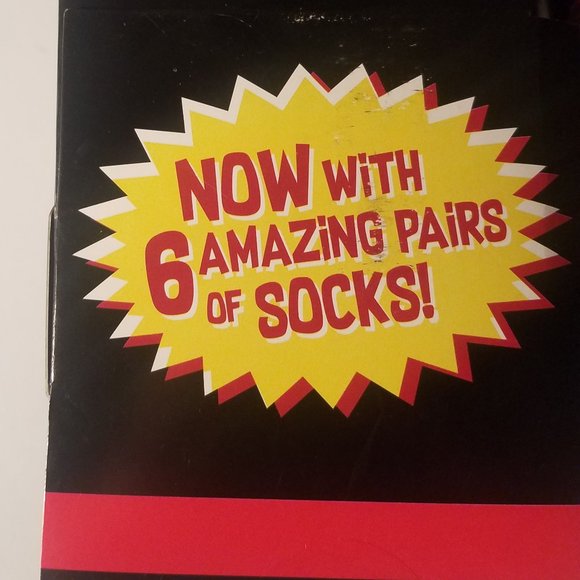 NOW WiTH
6 AMAZiNG PAiRS
OF SOCKS!